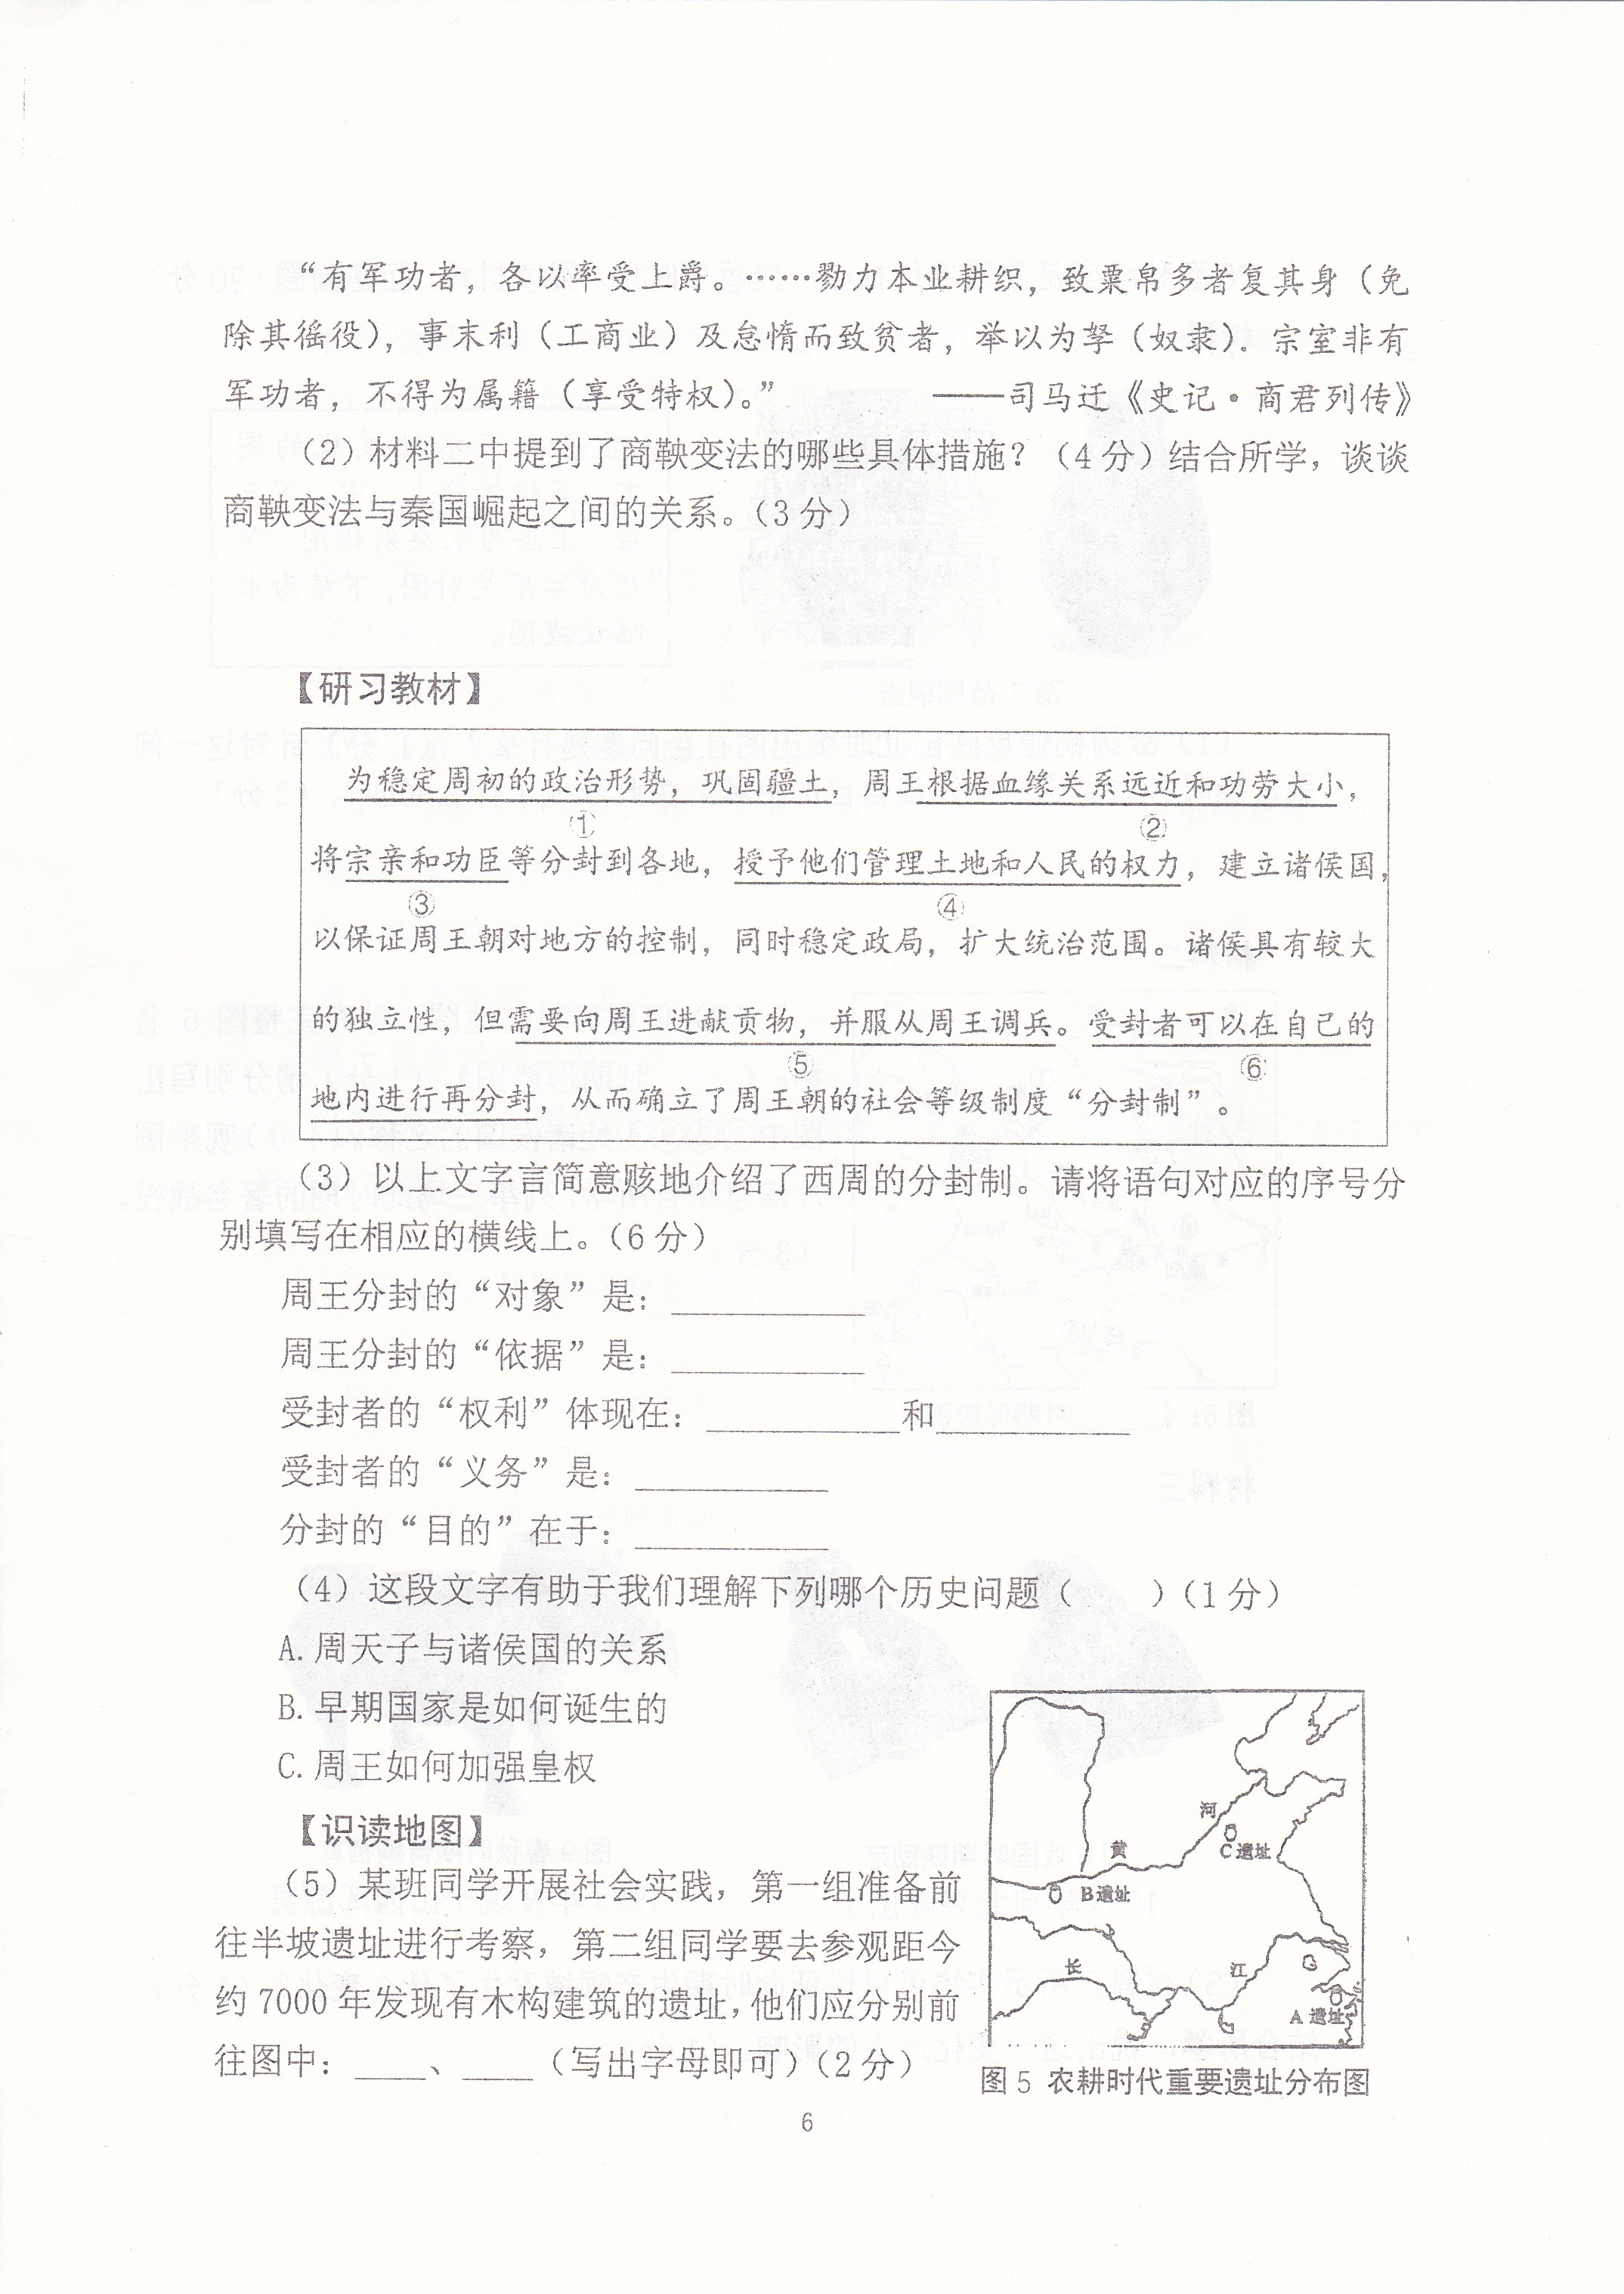 “有军功者，各以率受上爵。……勠力本业耕织，致粟帛多者复其身（免
除其徭役），事末利（工商业）及怠惰而致贫者，举以为孥（奴隶）．宗室非有
军功者，不得为属籍（享受特权）。” ——司马迁《史记·商君列传》
（2）材料二中提到了商鞅变法的哪些具体措施？（4 分）结合所学，谈谈
商鞅变法与秦国崛起之间的关系。（3 分）
【研习教材】
为稳定周初的政治形势，巩固疆土，周王根据血缘关系远近和功劳大小，
① ②
将宗亲和功臣等分封到各地，授予他们管理土地和人民的权力，建立诸侯国，
③ ④
以保证周王朝对地方的控制，同时稳定政局，扩大统治范围。诸侯具有较大
的独立性，但需要向周王进献贡物，并服从周王调兵。受封者可以在自己的
⑤ ⑥
地内进行再分封，从而确立了周王朝的社会等级制度“分封制”。
（3）以上文字言简意赅地介绍了西周的分封制。请将语句对应的序号分
别填写在相应的横线上。（6 分）
周王分封的“对象”是：__________
周王分封的“依据”是：__________
受封者的“权利”体现在：__________和__________
受封者的“义务”是：__________
分封的“目的”在于：__________
（4）这段文字有助于我们理解下列哪个历史问题（ ）（1 分）
A. 周天子与诸侯国的关系
B. 早期国家是如何诞生的
C. 周王如何加强皇权
【识读地图】
（5）某班同学开展社会实践，第一组准备前
往半坡遗址进行考察，第二组同学要去参观距今
约 7000 年发现有木构建筑的遗址，他们应分别前
往图中：____、____（写出字母即可）（2 分）
河
黄
C 遗址
B 遗址
长
江
A 遗址
图 5 农耕时代重要遗址分布图
6